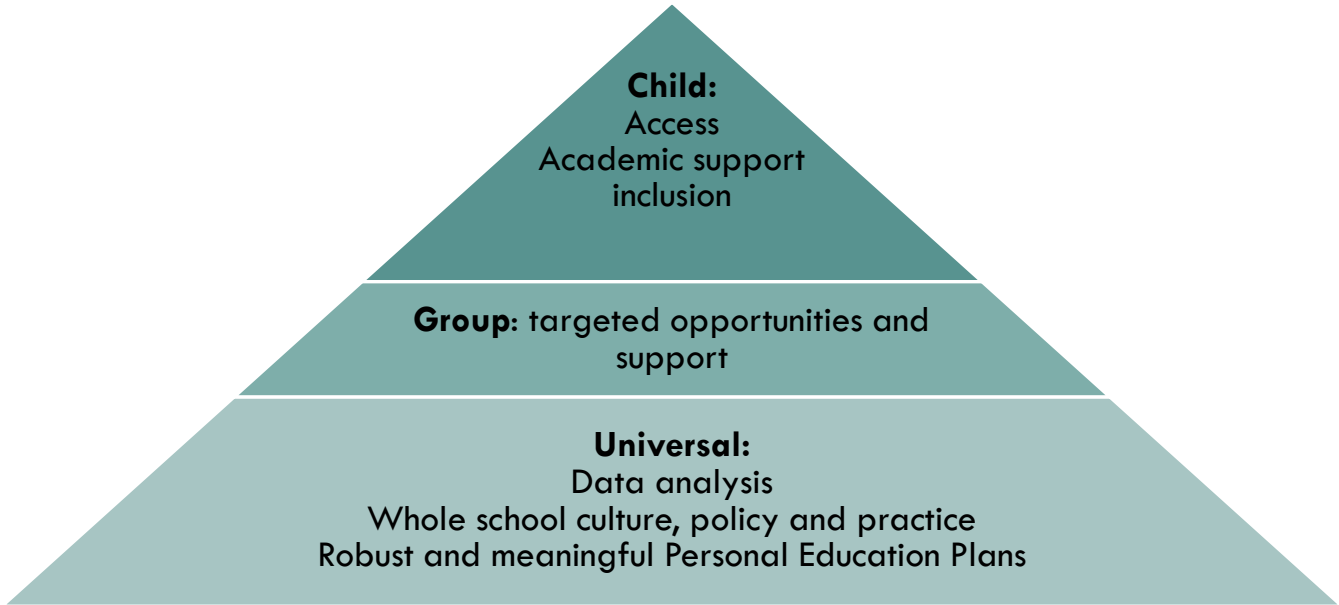 Child:
Access
Academic support
inclusion
Group: targeted opportunities and
support
Universal:
Data analysis
Whole school culture, policy and practice
Robust and meaningful Personal Education Plans